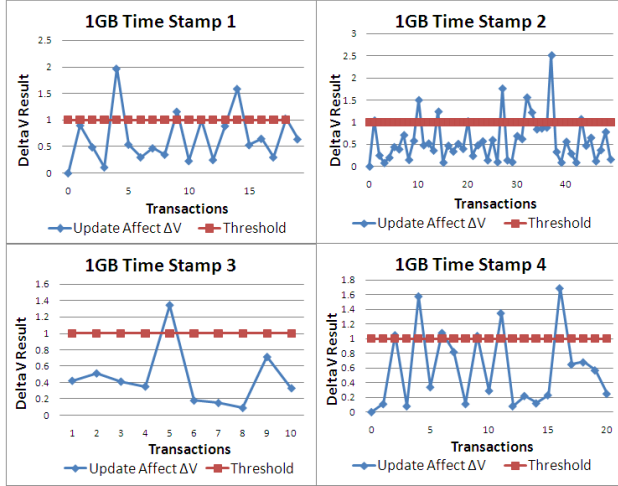 1GB Time Stamp 1
2.5
2
1.5
1
0.5
0
0 5 10 15
Delta V Result
Transactions
Update Affect ΔV Threshold
1GB Time Stamp 2
3
2.5
2
1.5
1
0.5
0
0 10 20 30 40
Delta V Result
Transactions
Update Affect ΔV Threshold
1GB Time Stamp 3
1.6
1.4
1.2
1
0.8
0.6
0.4
0.2
0
1 2 3 4 5 6 7 8 9 10
Delta V Result
Transactions
Update Affect ΔV Threshold
1GB Time Stamp 4
1.8
1.6
1.4
1.2
1
0.8
0.6
0.4
0.2
0
0 5 10 15 20
Delta V Result
Transactions
Update Affect ΔV Threshold